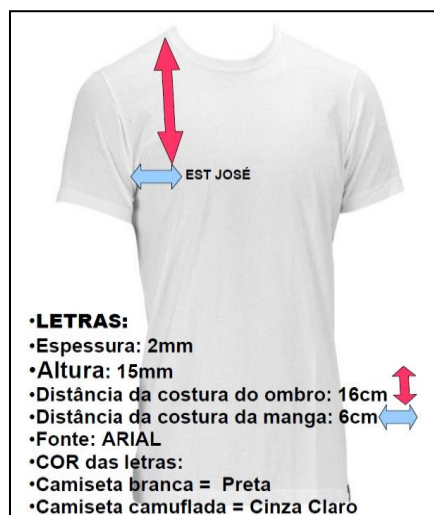 EST JOSÉ
•LETRAS:
•Espessura: 2mm
•Altura: 15mm
•Distância da costura do ombro: 16cm
•Distância da costura da manga: 6cm
•Fonte: ARIAL
•COR das letras:
•Camiseta branca = Preta
•Camiseta camuflada = Cinza Claro